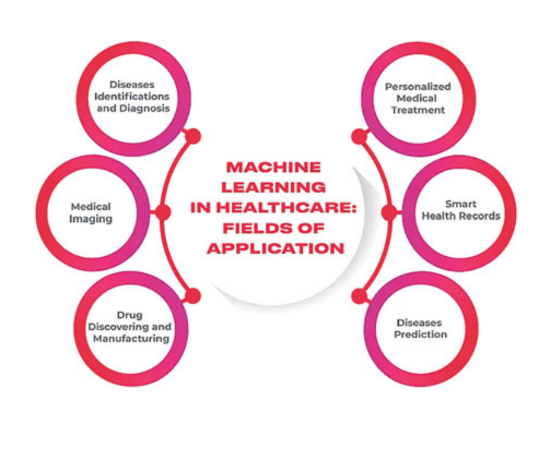 Diseases
Identifications
and Diagnosis
Medical
Imaging
Drug
Discovering and
Manufacturing
MACHINE
LEARNING
IN HEALTHCARE:
FIELDS OF
APPLICATION
Personalized
Medical
Treatment
Smart
Health Records
Diseases
Prediction